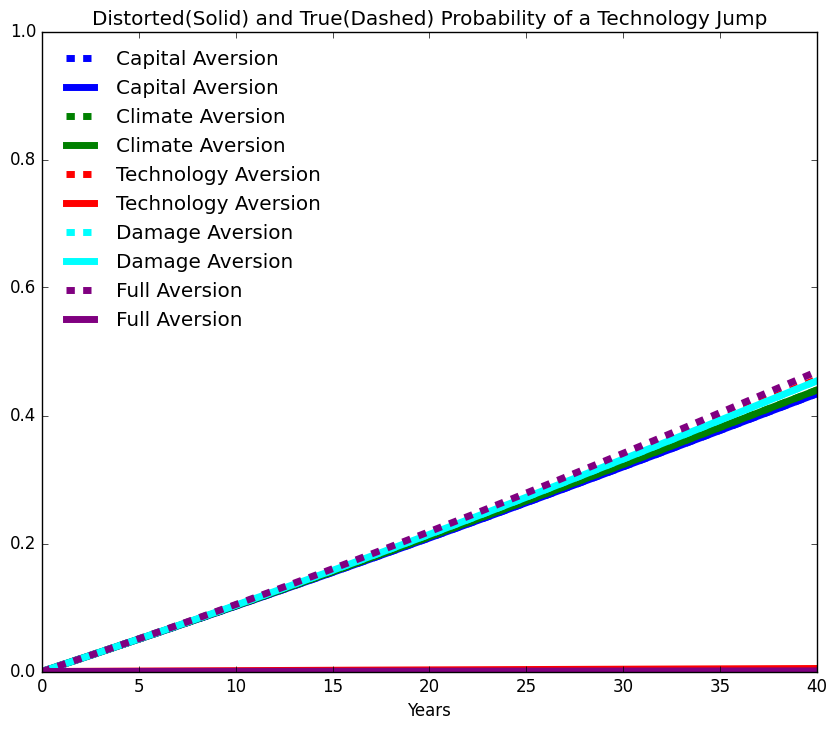 Distorted(Solid) and True(Dashed) Probability of a Technology Jump
1.0
Capital Aversion
Capital Aversion
Climate Aversion
Climate Aversion
0.8
Technology Aversion
Technology Aversion
Damage Aversion
Damage Aversion
0.6
Full Aversion
Full Aversion
0.4
0.2
0.0
0 5 10 15 20 25 30 35 40
Years